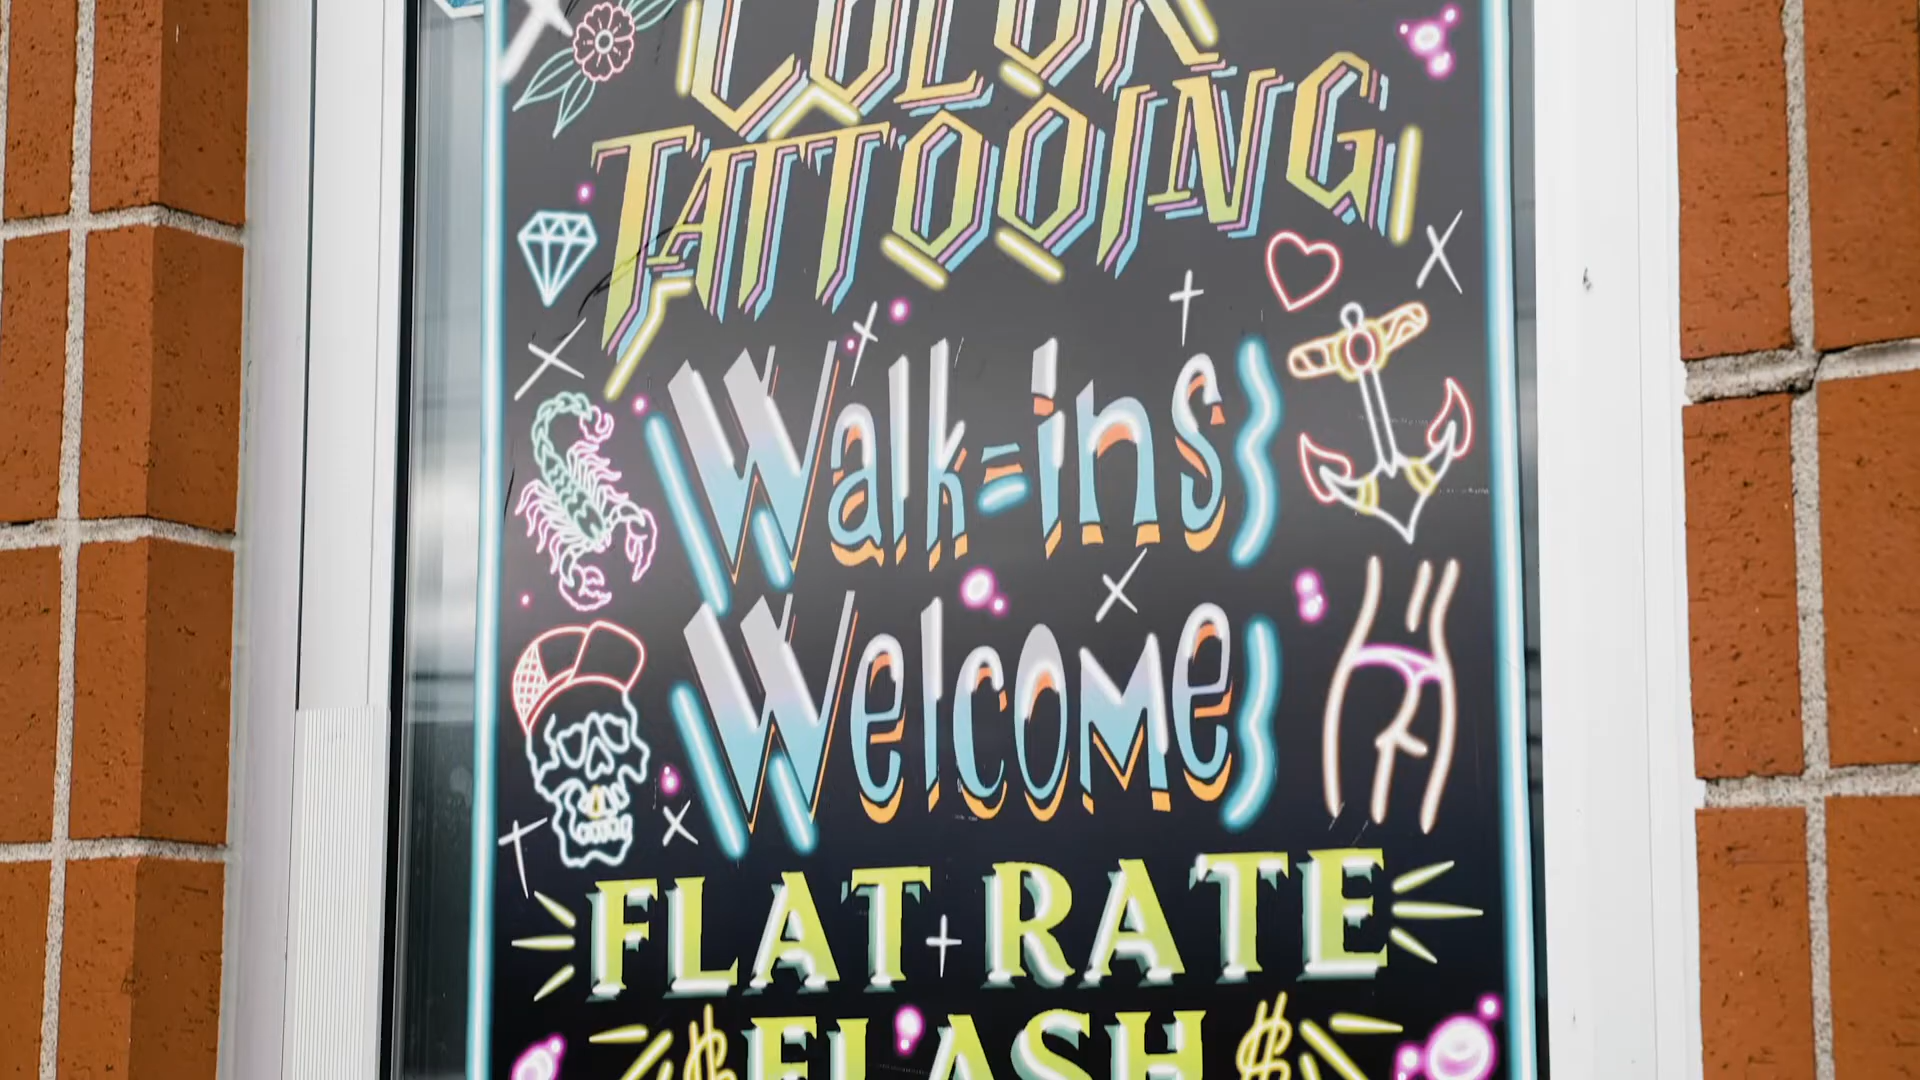 COLOR
TATTOOING
Walk-ins
Welcome
FLAT RATE
$ FLASH $